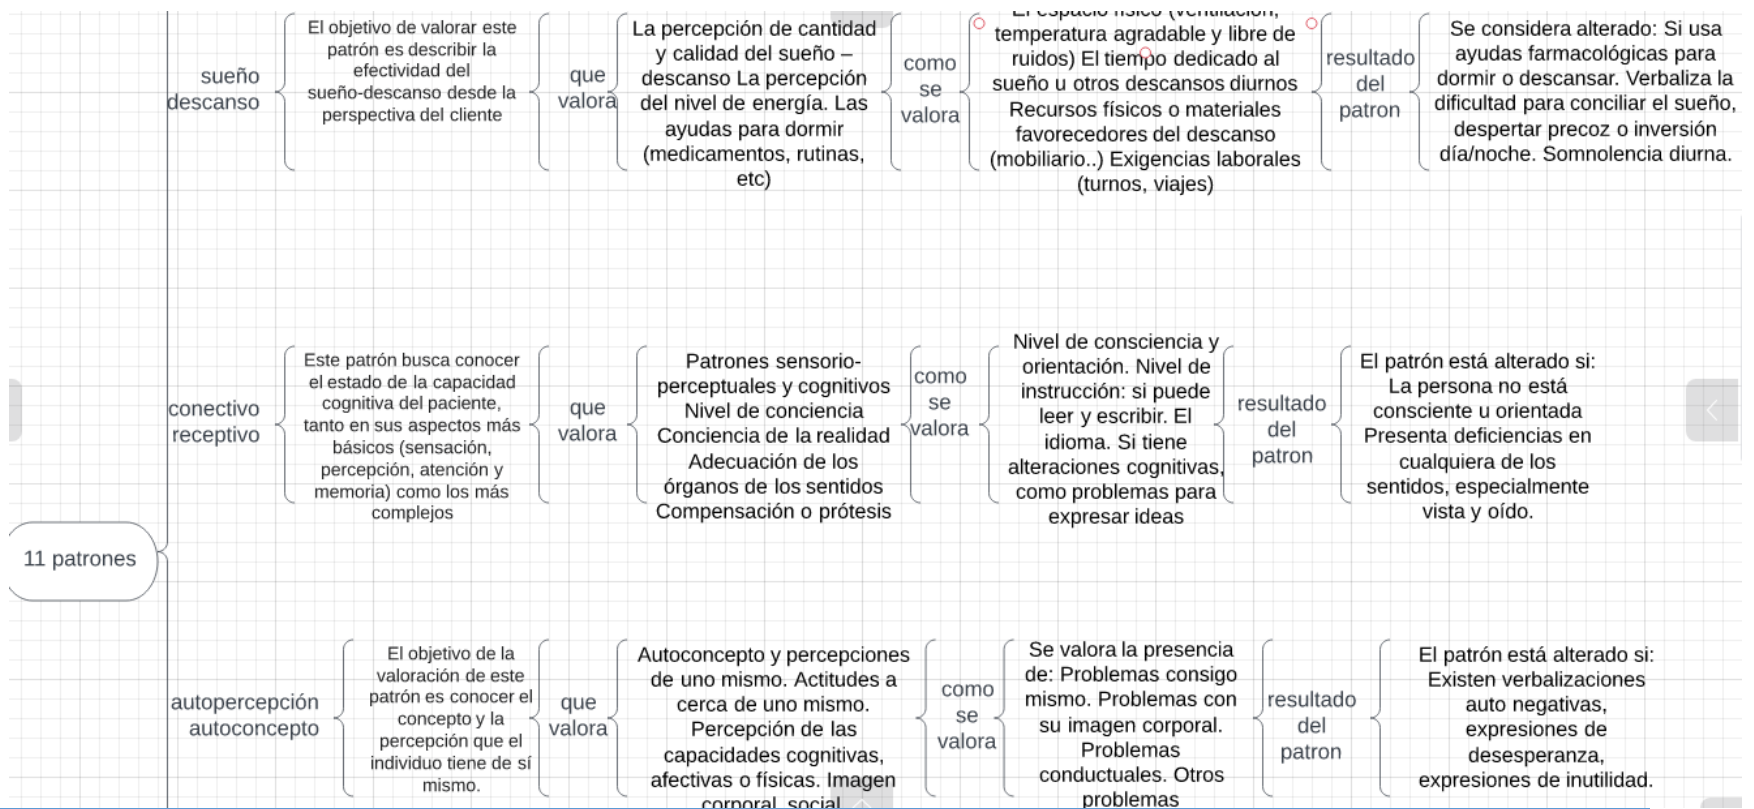 11 patrones
sueño
descanso
El objetivo de valorar este
patrón es describir la
efectividad del
sueño-descanso desde la
perspectiva del cliente
que
valora
La percepción de cantidad
y calidad del sueño –
descanso La percepción
del nivel de energía. Las
ayudas para dormir
(medicamentos, rutinas,
etc)
como
se
valora
El espacio físico (ventilación,
temperatura agradable y libre de
ruidos) El tiempo dedicado al
sueño u otros descansos diurnos
Recursos físicos o materiales
favorecedores del descanso
(mobiliario..) Exigencias laborales
(turnos, viajes)
resultado
del
patron
Se considera alterado: Si usa
ayudas farmacológicas para
dormir o descansar. Verbaliza la
dificultad para conciliar el sueño,
despertar precoz o inversión
día/noche. Somnolencia diurna.
conectivo
receptivo
Este patrón busca conocer
el estado de la capacidad
cognitiva del paciente,
tanto en sus aspectos más
básicos (sensación,
percepción, atención y
memoria) como los más
complejos
que
valora
Patrones sensorio-
perceptuales y cognitivos
Nivel de conciencia
Conciencia de la realidad
Adecuación de los
órganos de los sentidos
Compensación o prótesis
como
se
valora
Nivel de consciencia y
orientación. Nivel de
instrucción: si puede
leer y escribir. El
idioma. Si tiene
alteraciones cognitivas,
como problemas para
expresar ideas
resultado
del
patron
El patrón está alterado si:
La persona no está
consciente u orientada
Presenta deficiencias en
cualquiera de los
sentidos, especialmente
vista y oído.
autopercepción
autoconcepto
El objetivo de la
valoración de este
patrón es conocer el
concepto y la
percepción que el
individuo tiene de sí
mismo.
que
valora
Autoconcepto y percepciones
de uno mismo. Actitudes a
cerca de uno mismo.
Percepción de las
capacidades cognitivas,
afectivas o físicas. Imagen
corporal, social
como
se
valora
Se valora la presencia
de: Problemas consigo
mismo. Problemas con
su imagen corporal.
Problemas
conductuales. Otros
problemas
resultado
del
patron
El patrón está alterado si:
Existen verbalizaciones
auto negativas,
expresiones de
desesperanza,
expresiones de inutilidad.